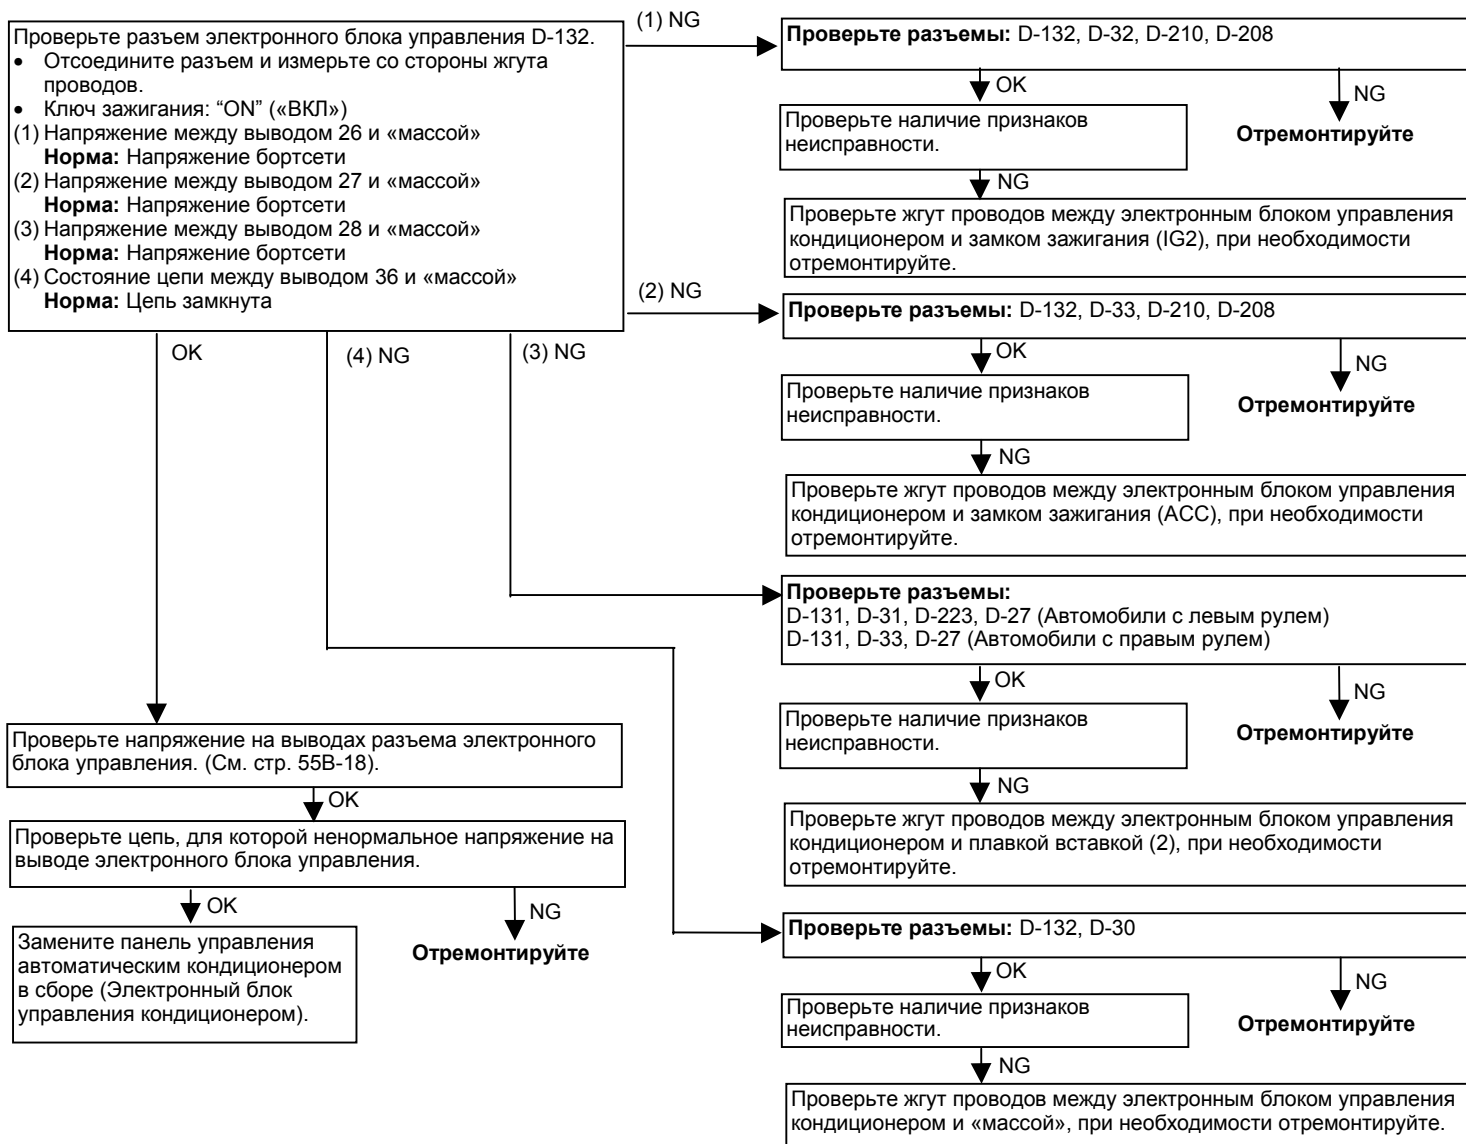 Проверьте разъем электронного блока управления D-132.
• Отсоедините разъем и измерьте со стороны жгута
проводов.
• Ключ зажигания: “ON” («ВКЛ»)
(1) Напряжение между выводом 26 и «массой»
Норма: Напряжение бортсети
(2) Напряжение между выводом 27 и «массой»
Норма: Напряжение бортсети
(3) Напряжение между выводом 28 и «массой»
Норма: Напряжение бортсети
(4) Состояние цепи между выводом 36 и «массой»
Норма: Цепь замкнута
(1) NG
Проверьте разъемы: D-132, D-32, D-210, D-208
OK
NG
Проверьте наличие признаков
неисправности.
Отремонтируйте
NG
Проверьте жгут проводов между электронным блоком управления
кондиционером и замком зажигания (IG2), при необходимости
отремонтируйте.
(2) NG
Проверьте разъемы: D-132, D-33, D-210, D-208
OK
NG
Проверьте наличие признаков
неисправности.
Отремонтируйте
NG
Проверьте жгут проводов между электронным блоком управления
кондиционером и замком зажигания (ACC), при необходимости
отремонтируйте.
OK
(4) NG
(3) NG
Проверьте разъемы:
D-131, D-31, D-223, D-27 (Автомобили с левым рулем)
D-131, D-33, D-27 (Автомобили с правым рулем)
OK
NG
Проверьте наличие признаков
неисправности.
Отремонтируйте
NG
Проверьте жгут проводов между электронным блоком управления
кондиционером и плавкой вставкой (2), при необходимости
отремонтируйте.
Проверьте напряжение на выводах разъема электронного
блока управления. (См. стр. 55В-18).
OK
Проверьте цепь, для которой ненормальное напряжение на
выводе электронного блока управления.
OK
NG
Замените панель управления
автоматическим кондиционером
в сборе (Электронный блок
управления кондиционером).
Отремонтируйте
Проверьте разъемы: D-132, D-30
OK
NG
Проверьте наличие признаков
неисправности.
Отремонтируйте
NG
Проверьте жгут проводов между электронным блоком управления
кондиционером и «массой», при необходимости отремонтируйте.